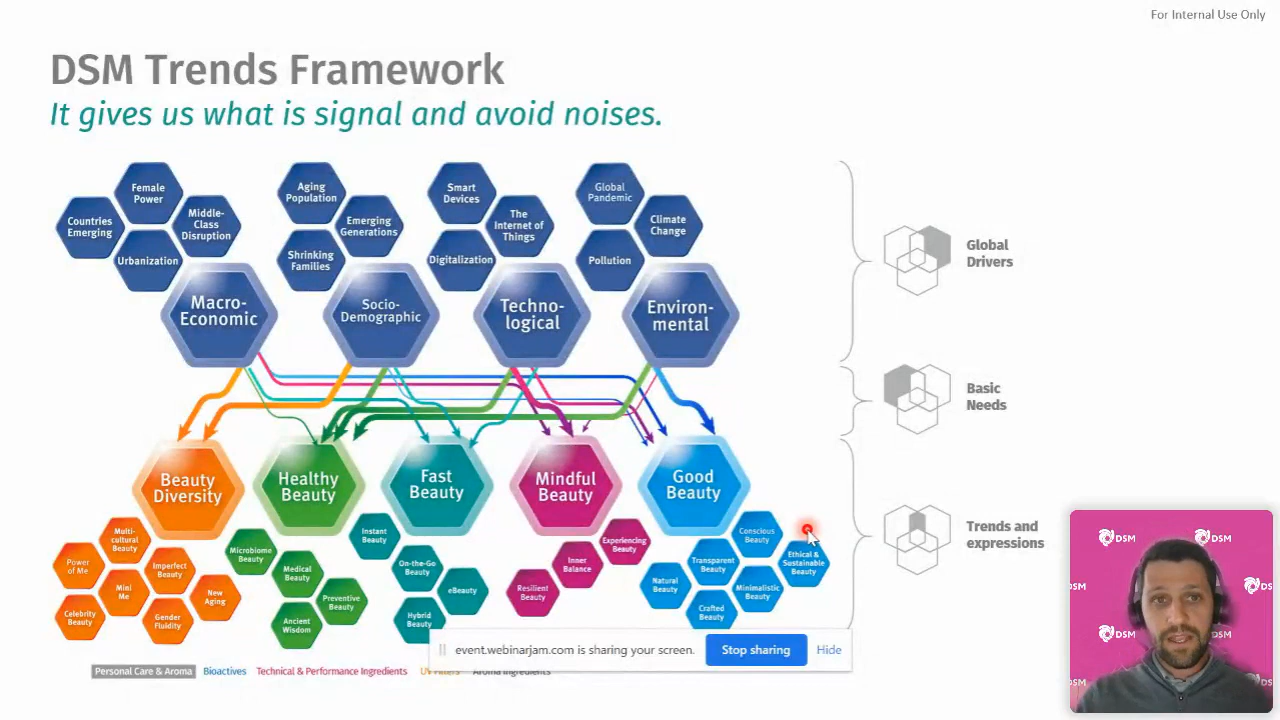 For Internal Use Only
DSM Trends Framework
It gives us what is signal and avoid noises.
Female
Power
Countries
Emerging
Middle-
Class
Disruption
Urbanization
Aging
Population
Emerging
Generations
Shrinking
Families
Smart
Devices
The
Internet of
Things
Digitalization
Global
Pandemic
Climate
Change
Pollution
Macro-
Economic
Socio-
Demographic
Techno-
logical
Environ-
mental
Global
Drivers
Basic
Needs
Beauty
Diversity
Healthy
Beauty
Fast
Beauty
Mindful
Beauty
Good
Beauty
Trends and
expressions
Multi-
cultural
Beauty
Power
of Me
Imperfect
Beauty
Mini
Me
New
Aging
Celebrity
Beauty
Gender
Fluidity
Microbiome
Beauty
Medical
Beauty
Preventive
Beauty
Ancient
Wisdom
Instant
Beauty
On-the-Go
Beauty
eBeauty
Hybrid
Beauty
Experiencing
Beauty
Inner
Balance
Resilient
Beauty
Conscious
Beauty
Transparent
Beauty
Ethical &
Sustainable
Beauty
Natural
Beauty
Minimalistic
Beauty
Crafted
Beauty
event.webinarjam.com is sharing your screen.
Stop sharing
Hide
Personal Care & Aroma Bioactives Technical & Performance Ingredients UV Filters Aroma Ingredients
DSM DSM
DSM
DSM